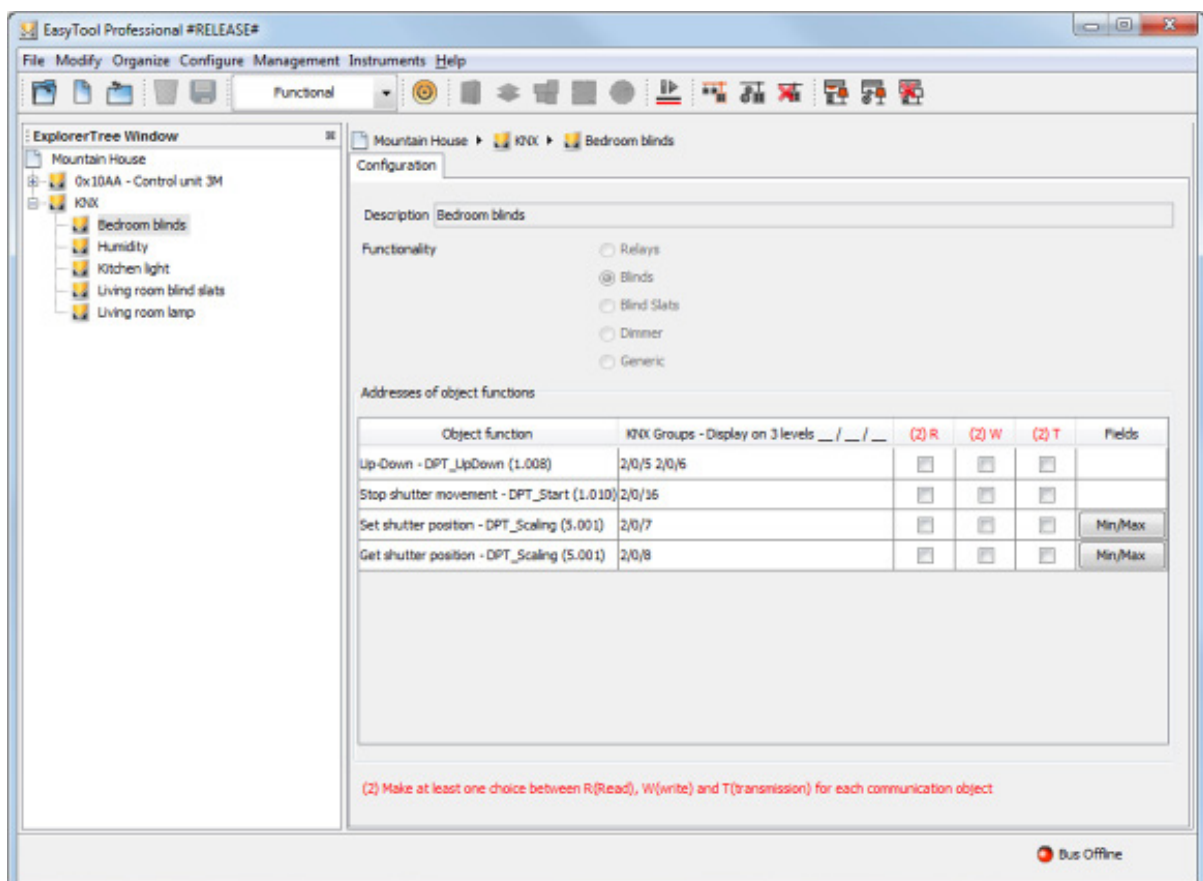 EasyTool Professional #RELEASE#
File Modify Organize Configure Management Instruments Help
Functional
ExplorerTree Window
Mountain House
0x10AA - Control unit 3M
KNX
Bedroom blinds
Humidity
Kitchen light
Living room blind slats
Living room lamp
Mountain House KNX Bedroom blinds
Configuration
Description Bedroom blinds
Functionality Relays
Blinds
Blind Slats
Dimmer
Generic
Addresses of object functions
Object function KNX Groups - Display on 3 levels __ / __ / __ (2) R (2) W (2) T Fields
Up-Down - DPT_UpDown (1.008) 2/0/5 2/0/6
Stop shutter movement - DPT_Start (1.010) 2/0/16
Set shutter position - DPT_Scaling (5.001) 2/0/7 Min/Max
Get shutter position - DPT_Scaling (5.001) 2/0/8 Min/Max
(2) Make at least one choice between R(Read), W(write) and T(transmission) for each communication object
Bus Offline